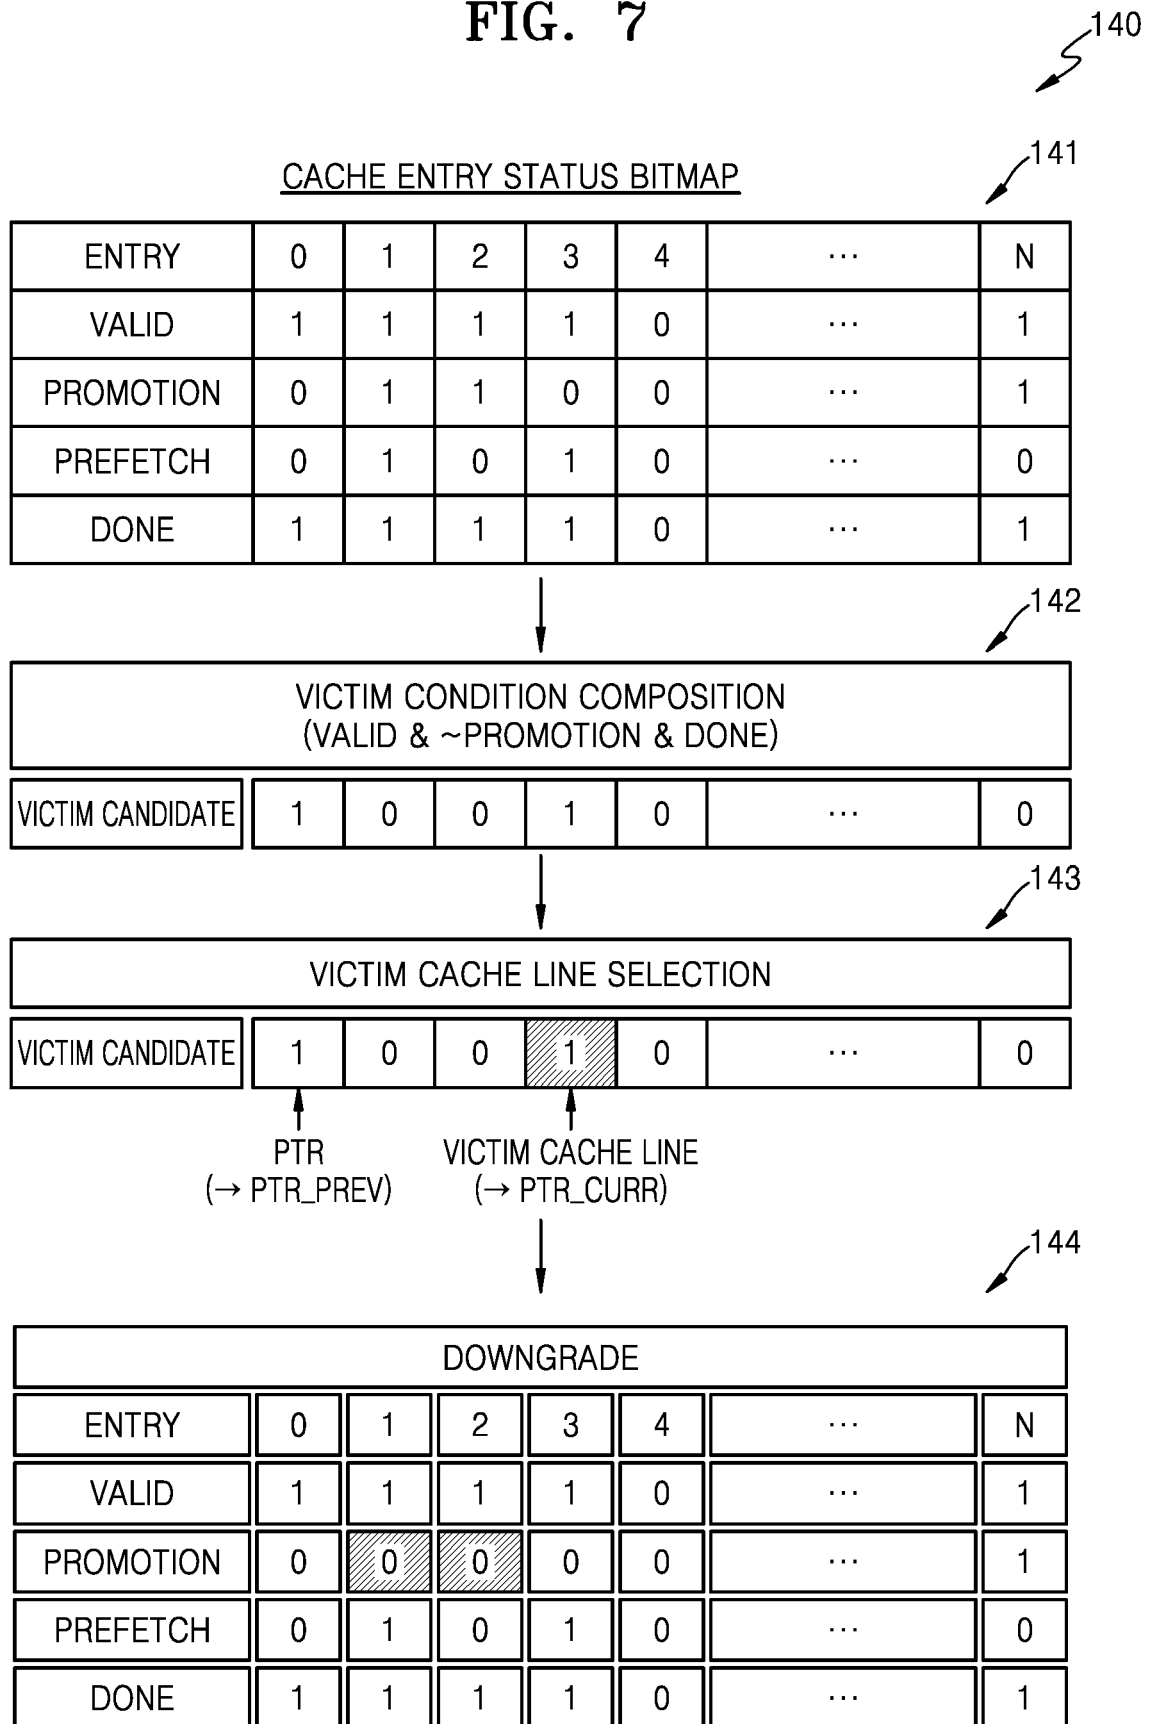 FIG. 7
140
141
CACHE ENTRY STATUS BITMAP
ENTRY 0 1 2 3 4 ... N
VALID 1 1 1 1 0 ... 1
PROMOTION 0 1 1 0 0 ... 1
PREFETCH 0 1 0 1 0 ... 0
DONE 1 1 1 1 0 ... 1
142
VICTIM CONDITION COMPOSITION
(VALID & ~PROMOTION & DONE)
VICTIM CANDIDATE 1 0 0 1 0 ... 0
143
VICTIM CACHE LINE SELECTION
VICTIM CANDIDATE 1 0 0 1 0 ... 0
PTR VICTIM CACHE LINE
(→ PTR_PREV) (→ PTR_CURR)
144
DOWNGRADE
ENTRY 0 1 2 3 4 ... N
VALID 1 1 1 1 0 ... 1
PROMOTION 0 0 0 0 0 ... 1
PREFETCH 0 1 0 1 0 ... 0
DONE 1 1 1 1 0 ... 1